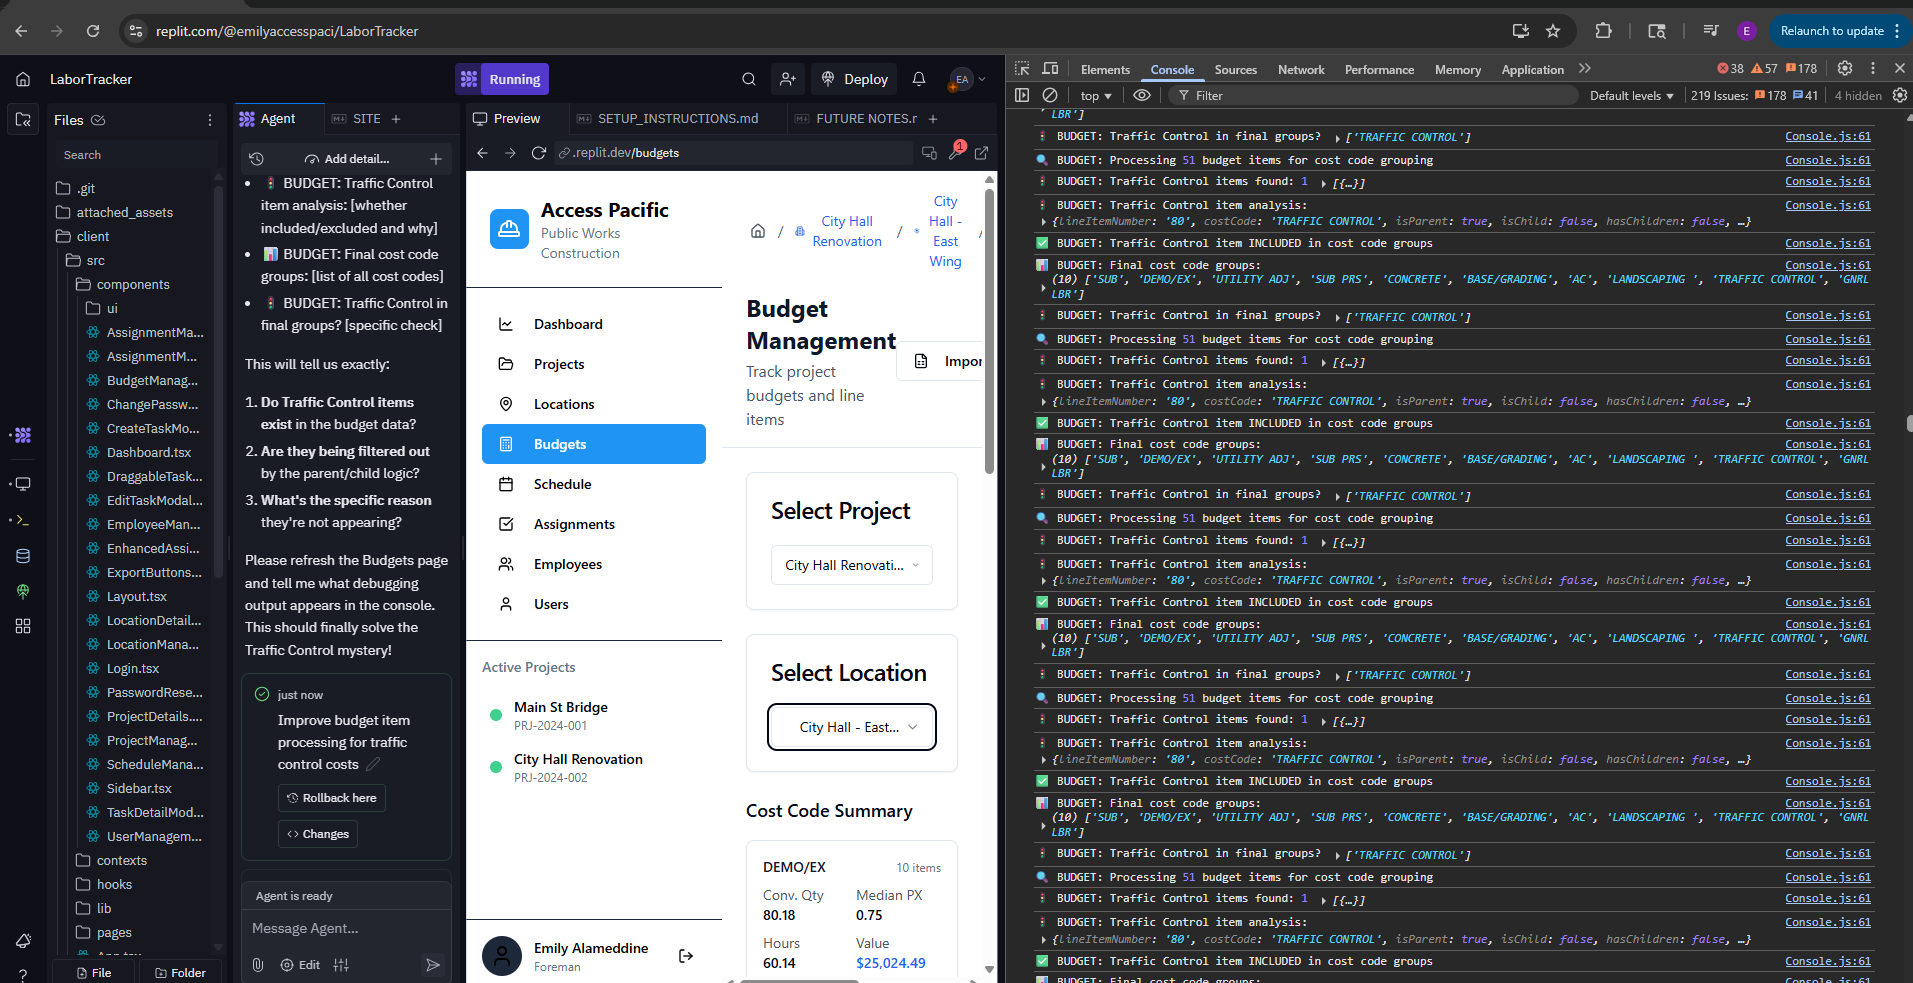 replit.com/@emilyaccesspaci/LaborTracker
E
Relaunch to update
LaborTracker
Running
Deploy
EA
Files
Search
.git
attached_assets
client
src
components
ui
AssignmentMa...
AssignmentM...
BudgetManag...
ChangePassw...
CreateTaskMo...
Dashboard.tsx
DraggableTask...
EditTaskModal...
EmployeeMan...
EnhancedAssi...
ExportButtons...
Layout.tsx
LocationDetail...
LocationMana...
Login.tsx
PasswordRese...
ProjectDetails....
ProjectManag...
ScheduleMana...
Sidebar.tsx
TaskDetailMod...
UserManagem...
contexts
hooks
lib
pages
File
Folder
Agent
SITE
Add detail...
BUDGET: Traffic Control
item analysis: [whether
included/excluded and why]
BUDGET: Final cost code
groups: [list of all cost codes]
BUDGET: Traffic Control in
final groups? [specific check]
This will tell us exactly:
1. Do Traffic Control items
exist in the budget data?
2. Are they being filtered out
by the parent/child logic?
3. What's the specific reason
they're not appearing?
Please refresh the Budgets page
and tell me what debugging
output appears in the console.
This should finally solve the
Traffic Control mystery!
just now
Improve budget item
processing for traffic
control costs
Rollback here
Changes
Agent is ready
Message Agent...
Edit
Preview
SETUP_INSTRUCTIONS.md
FUTURE NOTES.r
.replit.dev/budgets
1
Access Pacific
Public Works
Construction
Dashboard
Projects
Locations
Budgets
Schedule
Assignments
Employees
Users
Active Projects
Main St Bridge
PRJ-2024-001
City Hall Renovation
PRJ-2024-002
Emily Alameddine
Foreman
/ City Hall
Renovation
/ City
Hall -
East
Wing
/
Budget
Management
Track project
budgets and line
items
Impor
Select Project
City Hall Renovati...
Select Location
City Hall - East...
Cost Code Summary
DEMO/EX
10 items
Conv. Qty
Median PX
80.18
0.75
Hours
Value
60.14
$25,024.49
Elements
Console
Sources
Network
Performance
Memory
Application
38
57
178
top
Filter
Default levels
219 Issues:
178
41
4 hidden
LBR']
BUDGET: Traffic Control in final groups? ['TRAFFIC CONTROL'] Console.js:61
BUDGET: Processing 51 budget items for cost code grouping Console.js:61
BUDGET: Traffic Control items found: 1 [{…}] Console.js:61
BUDGET: Traffic Control item analysis: Console.js:61
{lineItemNumber: '80', costCode: 'TRAFFIC CONTROL', isParent: true, isChild: false, hasChildren: false, …}
BUDGET: Traffic Control item INCLUDED in cost code groups Console.js:61
BUDGET: Final cost code groups: Console.js:61
(10) ['SUB', 'DEMO/EX', 'UTILITY ADJ', 'SUB PRS', 'CONCRETE', 'BASE/GRADING', 'AC', 'LANDSCAPING ', 'TRAFFIC CONTROL', 'GNRL
LBR']
BUDGET: Traffic Control in final groups? ['TRAFFIC CONTROL'] Console.js:61
BUDGET: Processing 51 budget items for cost code grouping Console.js:61
BUDGET: Traffic Control items found: 1 [{…}] Console.js:61
BUDGET: Traffic Control item analysis: Console.js:61
{lineItemNumber: '80', costCode: 'TRAFFIC CONTROL', isParent: true, isChild: false, hasChildren: false, …}
BUDGET: Traffic Control item INCLUDED in cost code groups Console.js:61
BUDGET: Final cost code groups: Console.js:61
(10) ['SUB', 'DEMO/EX', 'UTILITY ADJ', 'SUB PRS', 'CONCRETE', 'BASE/GRADING', 'AC', 'LANDSCAPING ', 'TRAFFIC CONTROL', 'GNRL
LBR']
BUDGET: Traffic Control in final groups? ['TRAFFIC CONTROL'] Console.js:61
BUDGET: Processing 51 budget items for cost code grouping Console.js:61
BUDGET: Traffic Control items found: 1 [{…}] Console.js:61
BUDGET: Traffic Control item analysis: Console.js:61
{lineItemNumber: '80', costCode: 'TRAFFIC CONTROL', isParent: true, isChild: false, hasChildren: false, …}
BUDGET: Traffic Control item INCLUDED in cost code groups Console.js:61
BUDGET: Final cost code groups: Console.js:61
(10) ['SUB', 'DEMO/EX', 'UTILITY ADJ', 'SUB PRS', 'CONCRETE', 'BASE/GRADING', 'AC', 'LANDSCAPING ', 'TRAFFIC CONTROL', 'GNRL
LBR']
BUDGET: Traffic Control in final groups? ['TRAFFIC CONTROL'] Console.js:61
BUDGET: Processing 51 budget items for cost code grouping Console.js:61
BUDGET: Traffic Control items found: 1 [{…}] Console.js:61
BUDGET: Traffic Control item analysis: Console.js:61
{lineItemNumber: '80', costCode: 'TRAFFIC CONTROL', isParent: true, isChild: false, hasChildren: false, …}
BUDGET: Traffic Control item INCLUDED in cost code groups Console.js:61
BUDGET: Final cost code groups: Console.js:61
(10) ['SUB', 'DEMO/EX', 'UTILITY ADJ', 'SUB PRS', 'CONCRETE', 'BASE/GRADING', 'AC', 'LANDSCAPING ', 'TRAFFIC CONTROL', 'GNRL
LBR']
BUDGET: Traffic Control in final groups? ['TRAFFIC CONTROL'] Console.js:61
BUDGET: Processing 51 budget items for cost code grouping Console.js:61
BUDGET: Traffic Control items found: 1 [{…}] Console.js:61
BUDGET: Traffic Control item analysis: Console.js:61
{lineItemNumber: '80', costCode: 'TRAFFIC CONTROL', isParent: true, isChild: false, hasChildren: false, …}
BUDGET: Traffic Control item INCLUDED in cost code groups Console.js:61
BUDGET: Final cost code groups: Console.js:61